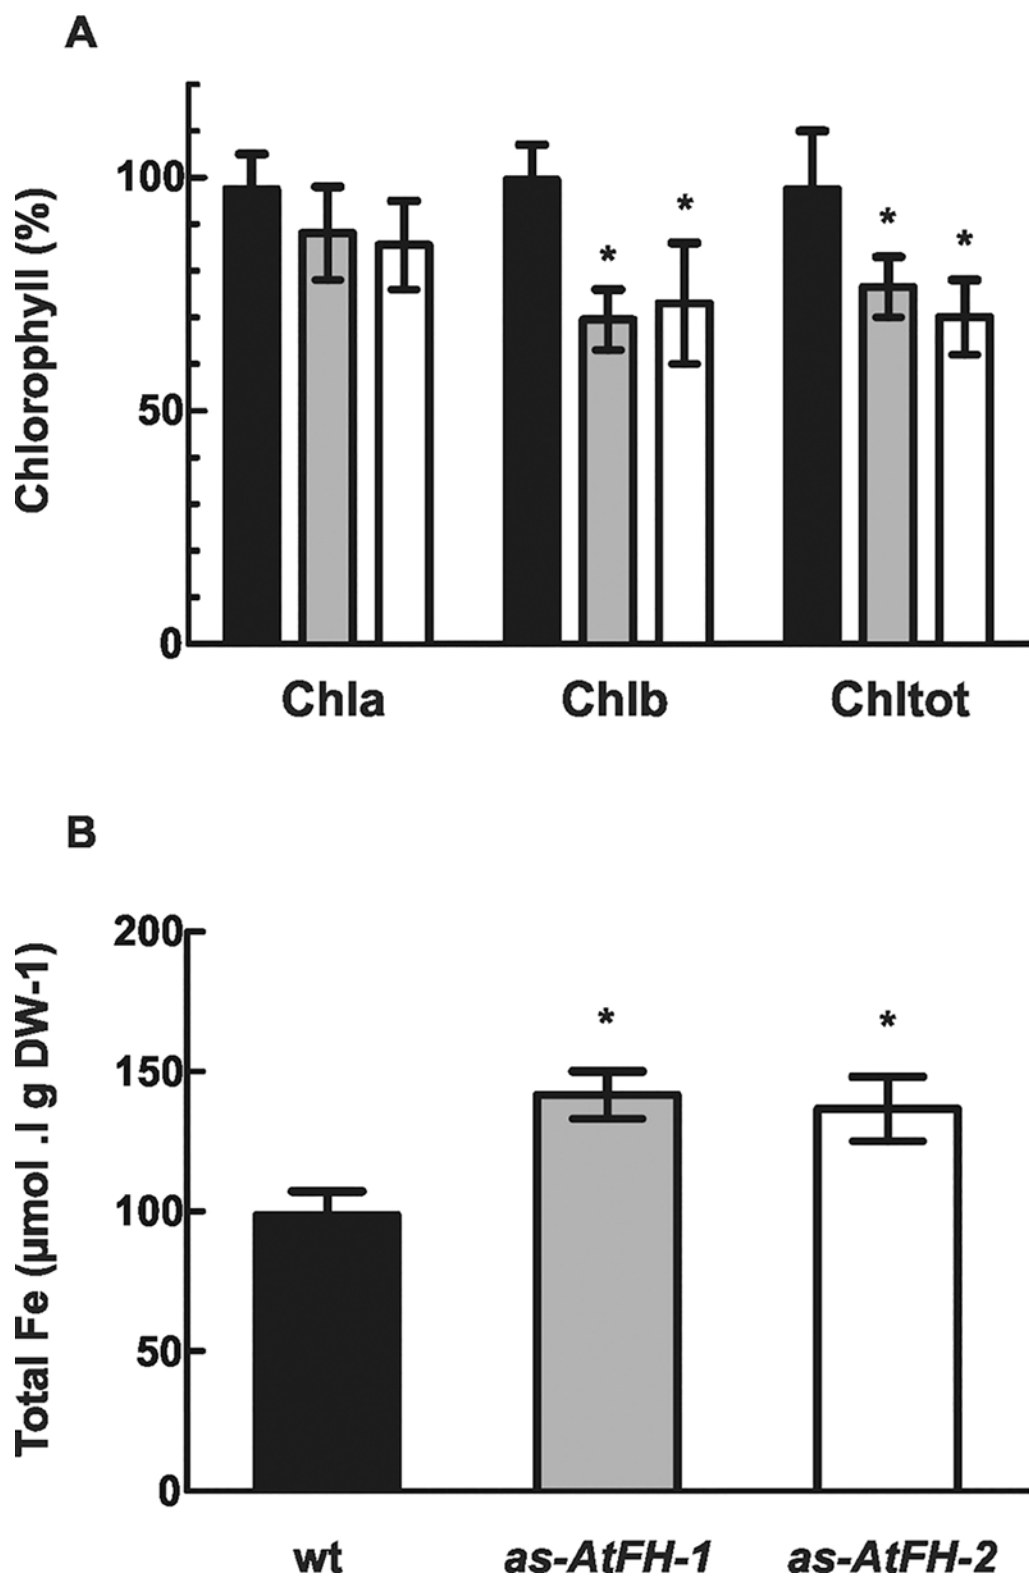 A
Chlorophyll (%)
100
50
0
*
*
*
*
Chla
Chlb
Chltot
B
Total Fe (µmol .l g DW-1)
200
150
100
50
0
*
*
wt
as-AtFH-1
as-AtFH-2